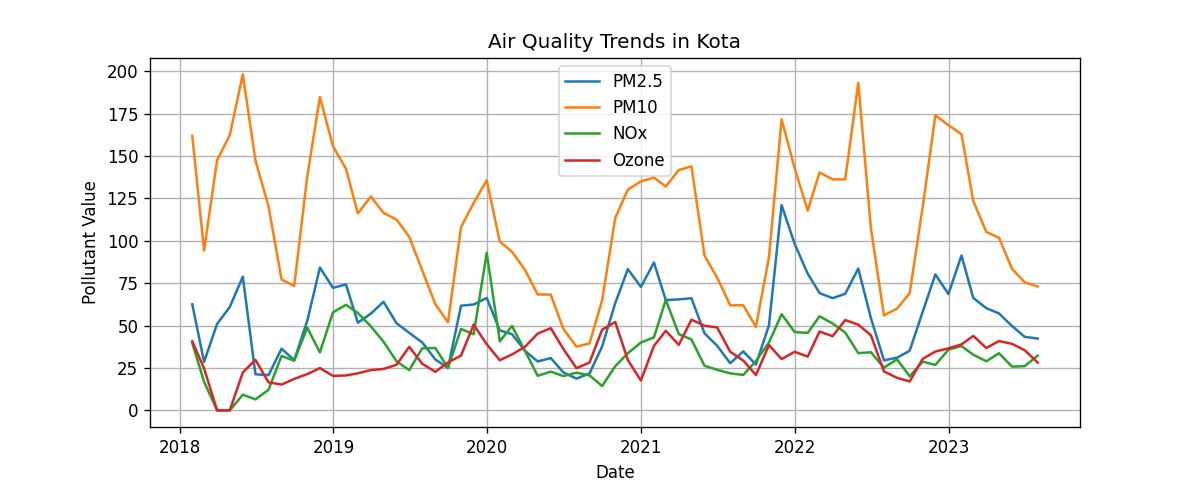 Air Quality Trends in Kota
PM2.5
PM10
NOx
Ozone
Pollutant Value
200
175
150
125
100
75
50
25
0
2018 2019 2020 2021 2022 2023
Date